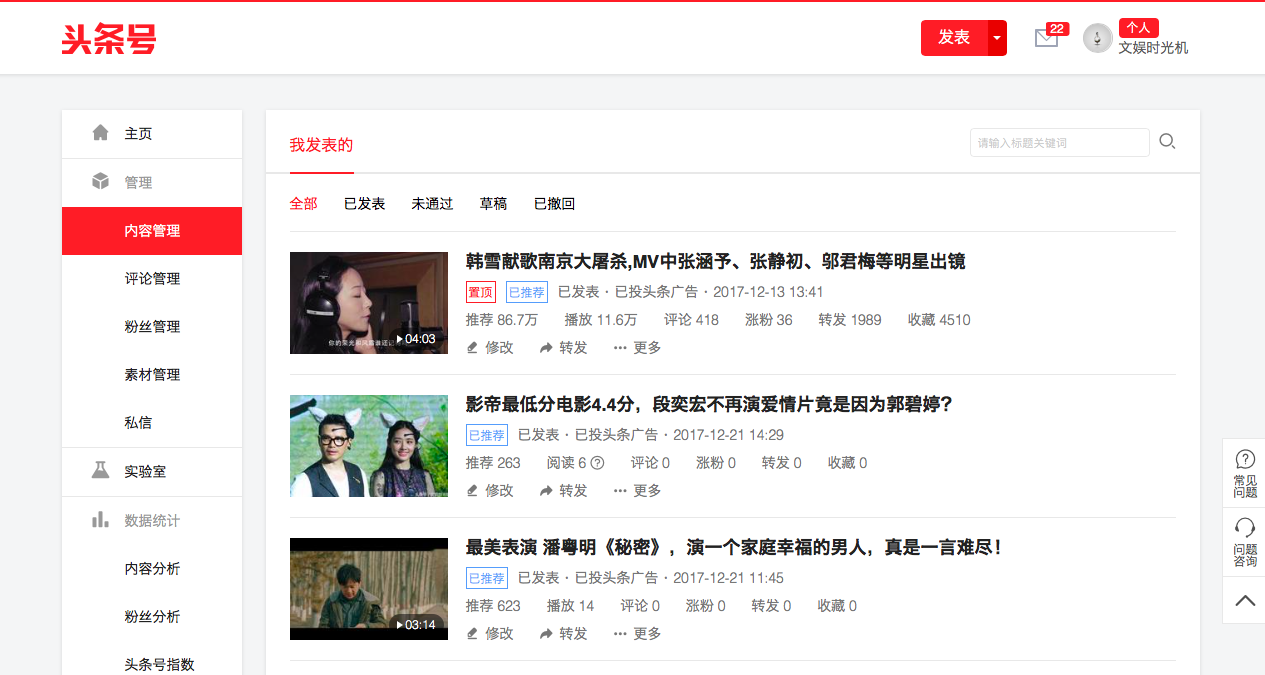 头条号
发表
22
个人
文娱时光机
主页
管理
内容管理
评论管理
粉丝管理
素材管理
私信
实验室
数据统计
内容分析
粉丝分析
头条号指数
我发表的
请输入标题关键词
全部 已发表 未通过 草稿 已撤回
04:03
韩雪献歌南京大屠杀,MV中张涵予、张静初、邬君梅等明星出镜
置顶 已推荐 已发表 · 已投头条广告 · 2017-12-13 13:41
推荐 86.7万 播放 11.6万 评论 418 涨粉 36 转发 1989 收藏 4510
修改 转发 ··· 更多
影帝最低分电影4.4分，段奕宏不再演爱情片竟是因为郭碧婷?
已推荐 已发表 · 已投头条广告 · 2017-12-21 14:29
推荐 263 阅读 6 ? 评论 0 涨粉 0 转发 0 收藏 0
修改 转发 ··· 更多
03:14
最美表演 潘粤明《秘密》，演一个家庭幸福的男人，真是一言难尽！
已推荐 已发表 · 已投头条广告 · 2017-12-21 11:45
推荐 623 播放 14 评论 0 涨粉 0 转发 0 收藏 0
修改 转发 ··· 更多
常见
问题
问题
咨询